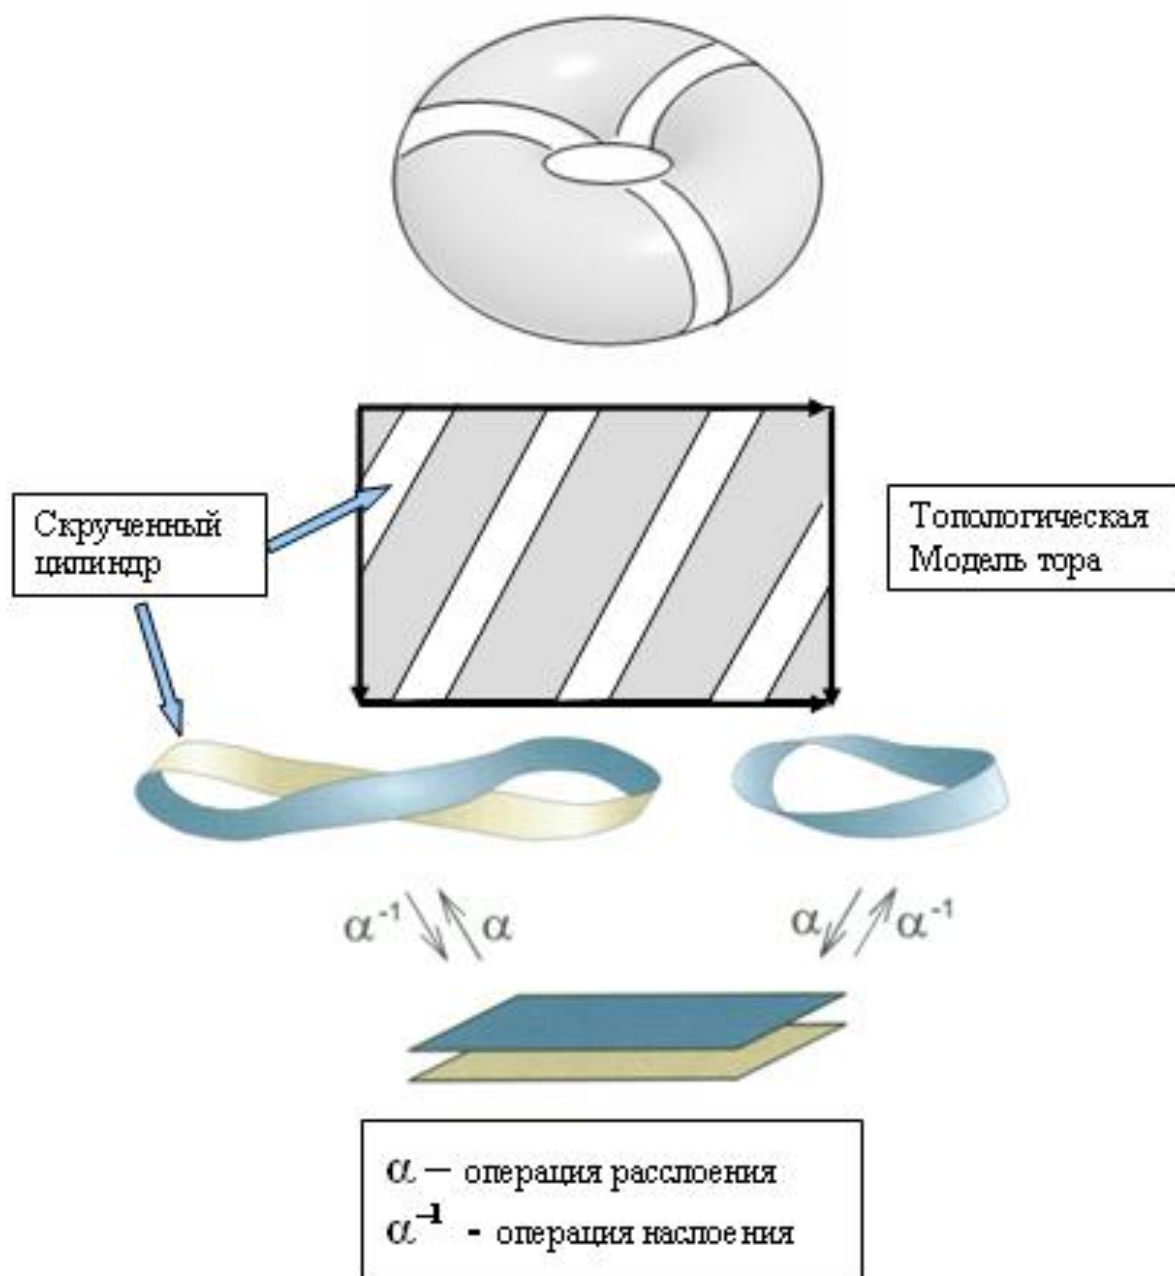 Скрученный
цилиндр
Топологическая
Модель тора
α⁻¹ α
α α⁻¹
α – операция расслоения
α⁻¹ - операция наслоения